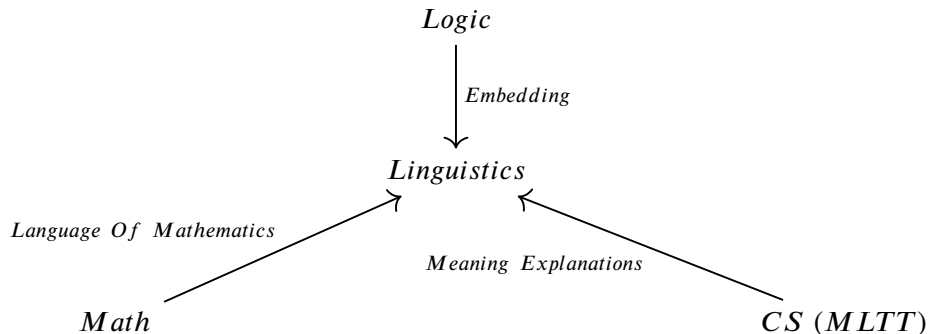 Logic
Embedding
Linguistics
Language Of Mathematics
Meaning Explanations
Math
CS (MLTT)